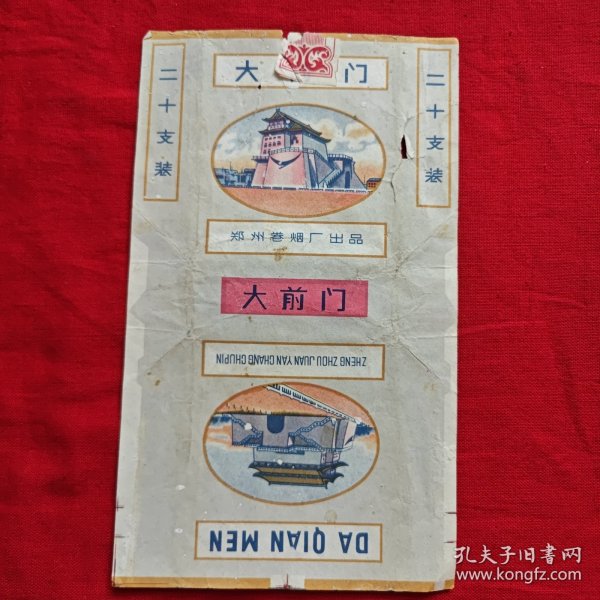 大 门
二十支装
二十支装
郑州卷烟厂出品
大前门
ZHENG ZHOU JUAN YAN CHANG CHUPIN
DA QIAN MEN
孔夫子旧书网
www.kongfz.com